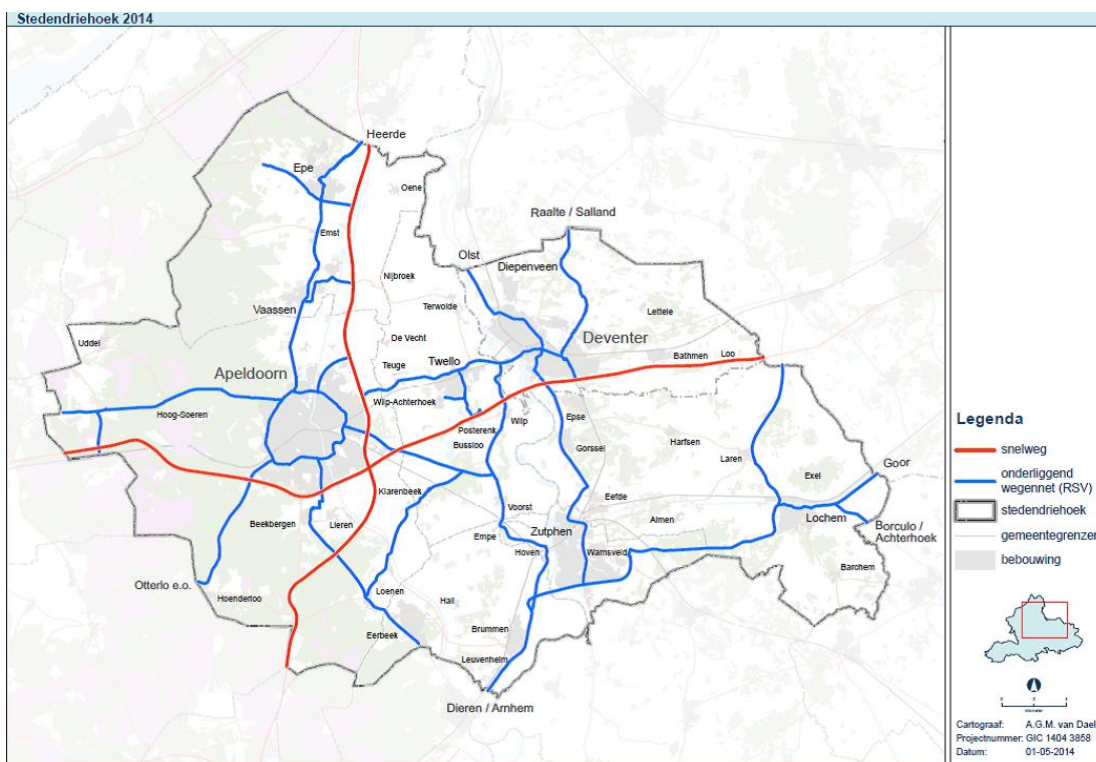 Stedendriehoek 2014
Heerde
Epe
Oene
Raalte / Salland
Emst
Olst
Diepenveen
Nijbroek
Vaassen
Terwolde
Lettele
Uddel
De Vecht
Deventer
Teuge
Twello
Bathmen
Loo
Apeldoorn
Wilp-Achterhoek
Hoog-Soeren
Posterenk
Wilp
Epse
Bussloo
Gorssel
Harfsen
Laren
Goor
Exel
Klarenbeek
Eefde
Voorst
Almen
Lochem
Beekbergen
Lieren
Zutphen
Borculo /
Achterhoek
Empe
Hoven
Warnsveld
Barchem
Otterlo e.o.
Hoenderloo
Loenen
Hall
Brummen
Eerbeek
Leuvenheim
Dieren / Arnhem
Legenda
snelweg
onderliggend
wegennet (RSV)
stedendriehoek
gemeentegrenzen
bebouwing
Cartograaf: A.G.M. van Dael
Projectnummer: GIC 1404 3858
Datum: 01-05-2014